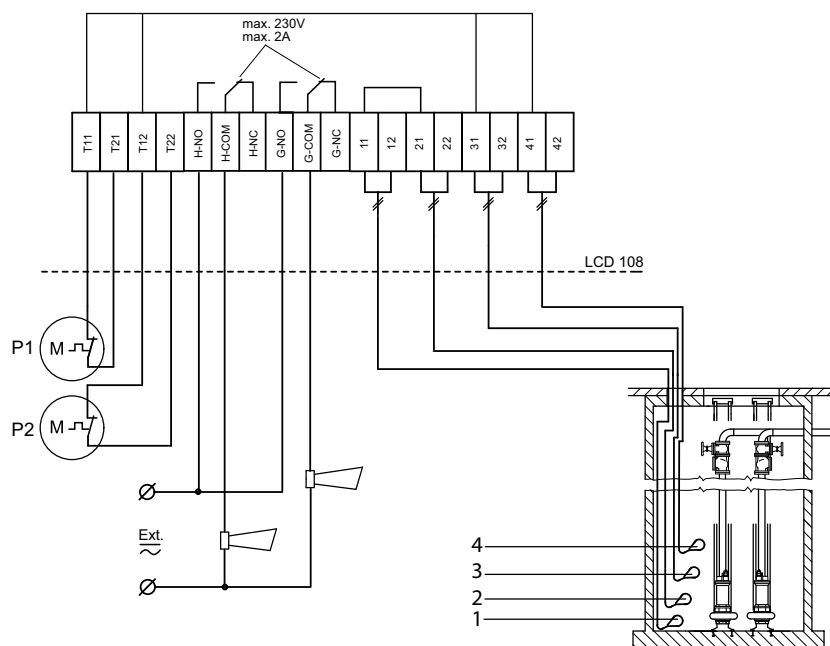 max. 230V
max. 2A
T11
T21
T12
T22
H-NO
H-COM
H-NC
G-NO
G-COM
G-NC
11
12
21
22
31
32
41
42
LCD 108
P1
M
P2
M
Ext.
4
3
2
1